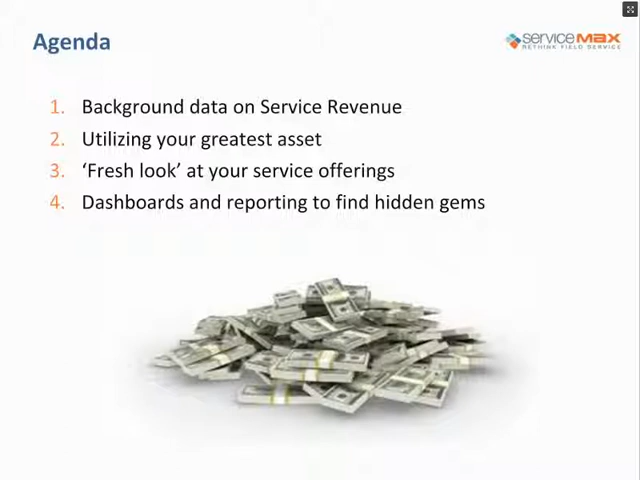 Agenda
serviceMAX
RETHINK FIELD SERVICE
1. Background data on Service Revenue
2. Utilizing your greatest asset
3. ‘Fresh look’ at your service offerings
4. Dashboards and reporting to find hidden gems